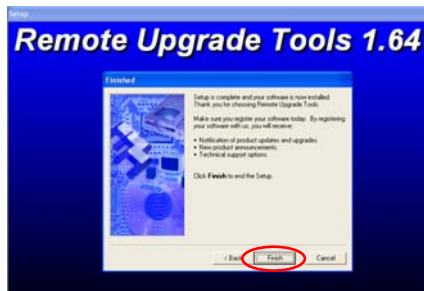 Setup
Remote Upgrade Tools 1.64
Finished
Setup is complete and your software is now installed.
Thank you for choosing Remote Upgrade Tools.
Make sure you register your software today. By registering
your software with us, you will receive:
• Notification of product updates and upgrades.
• New product announcements.
• Technical support options.
Click Finish to end the Setup.
< Back Finish Cancel